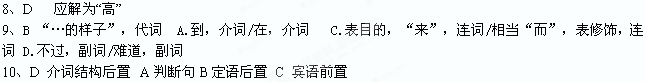 8、D　应解为“高”
9、B “…的样子”，代词　A.到，介词/在，介词　C.表目的，“来”，连词/相当“而”，表修饰，连
词 D.不过，副词/难道，副词
10、D 介词结构后置　A 判断句 B 定语后置 C 宾语前置